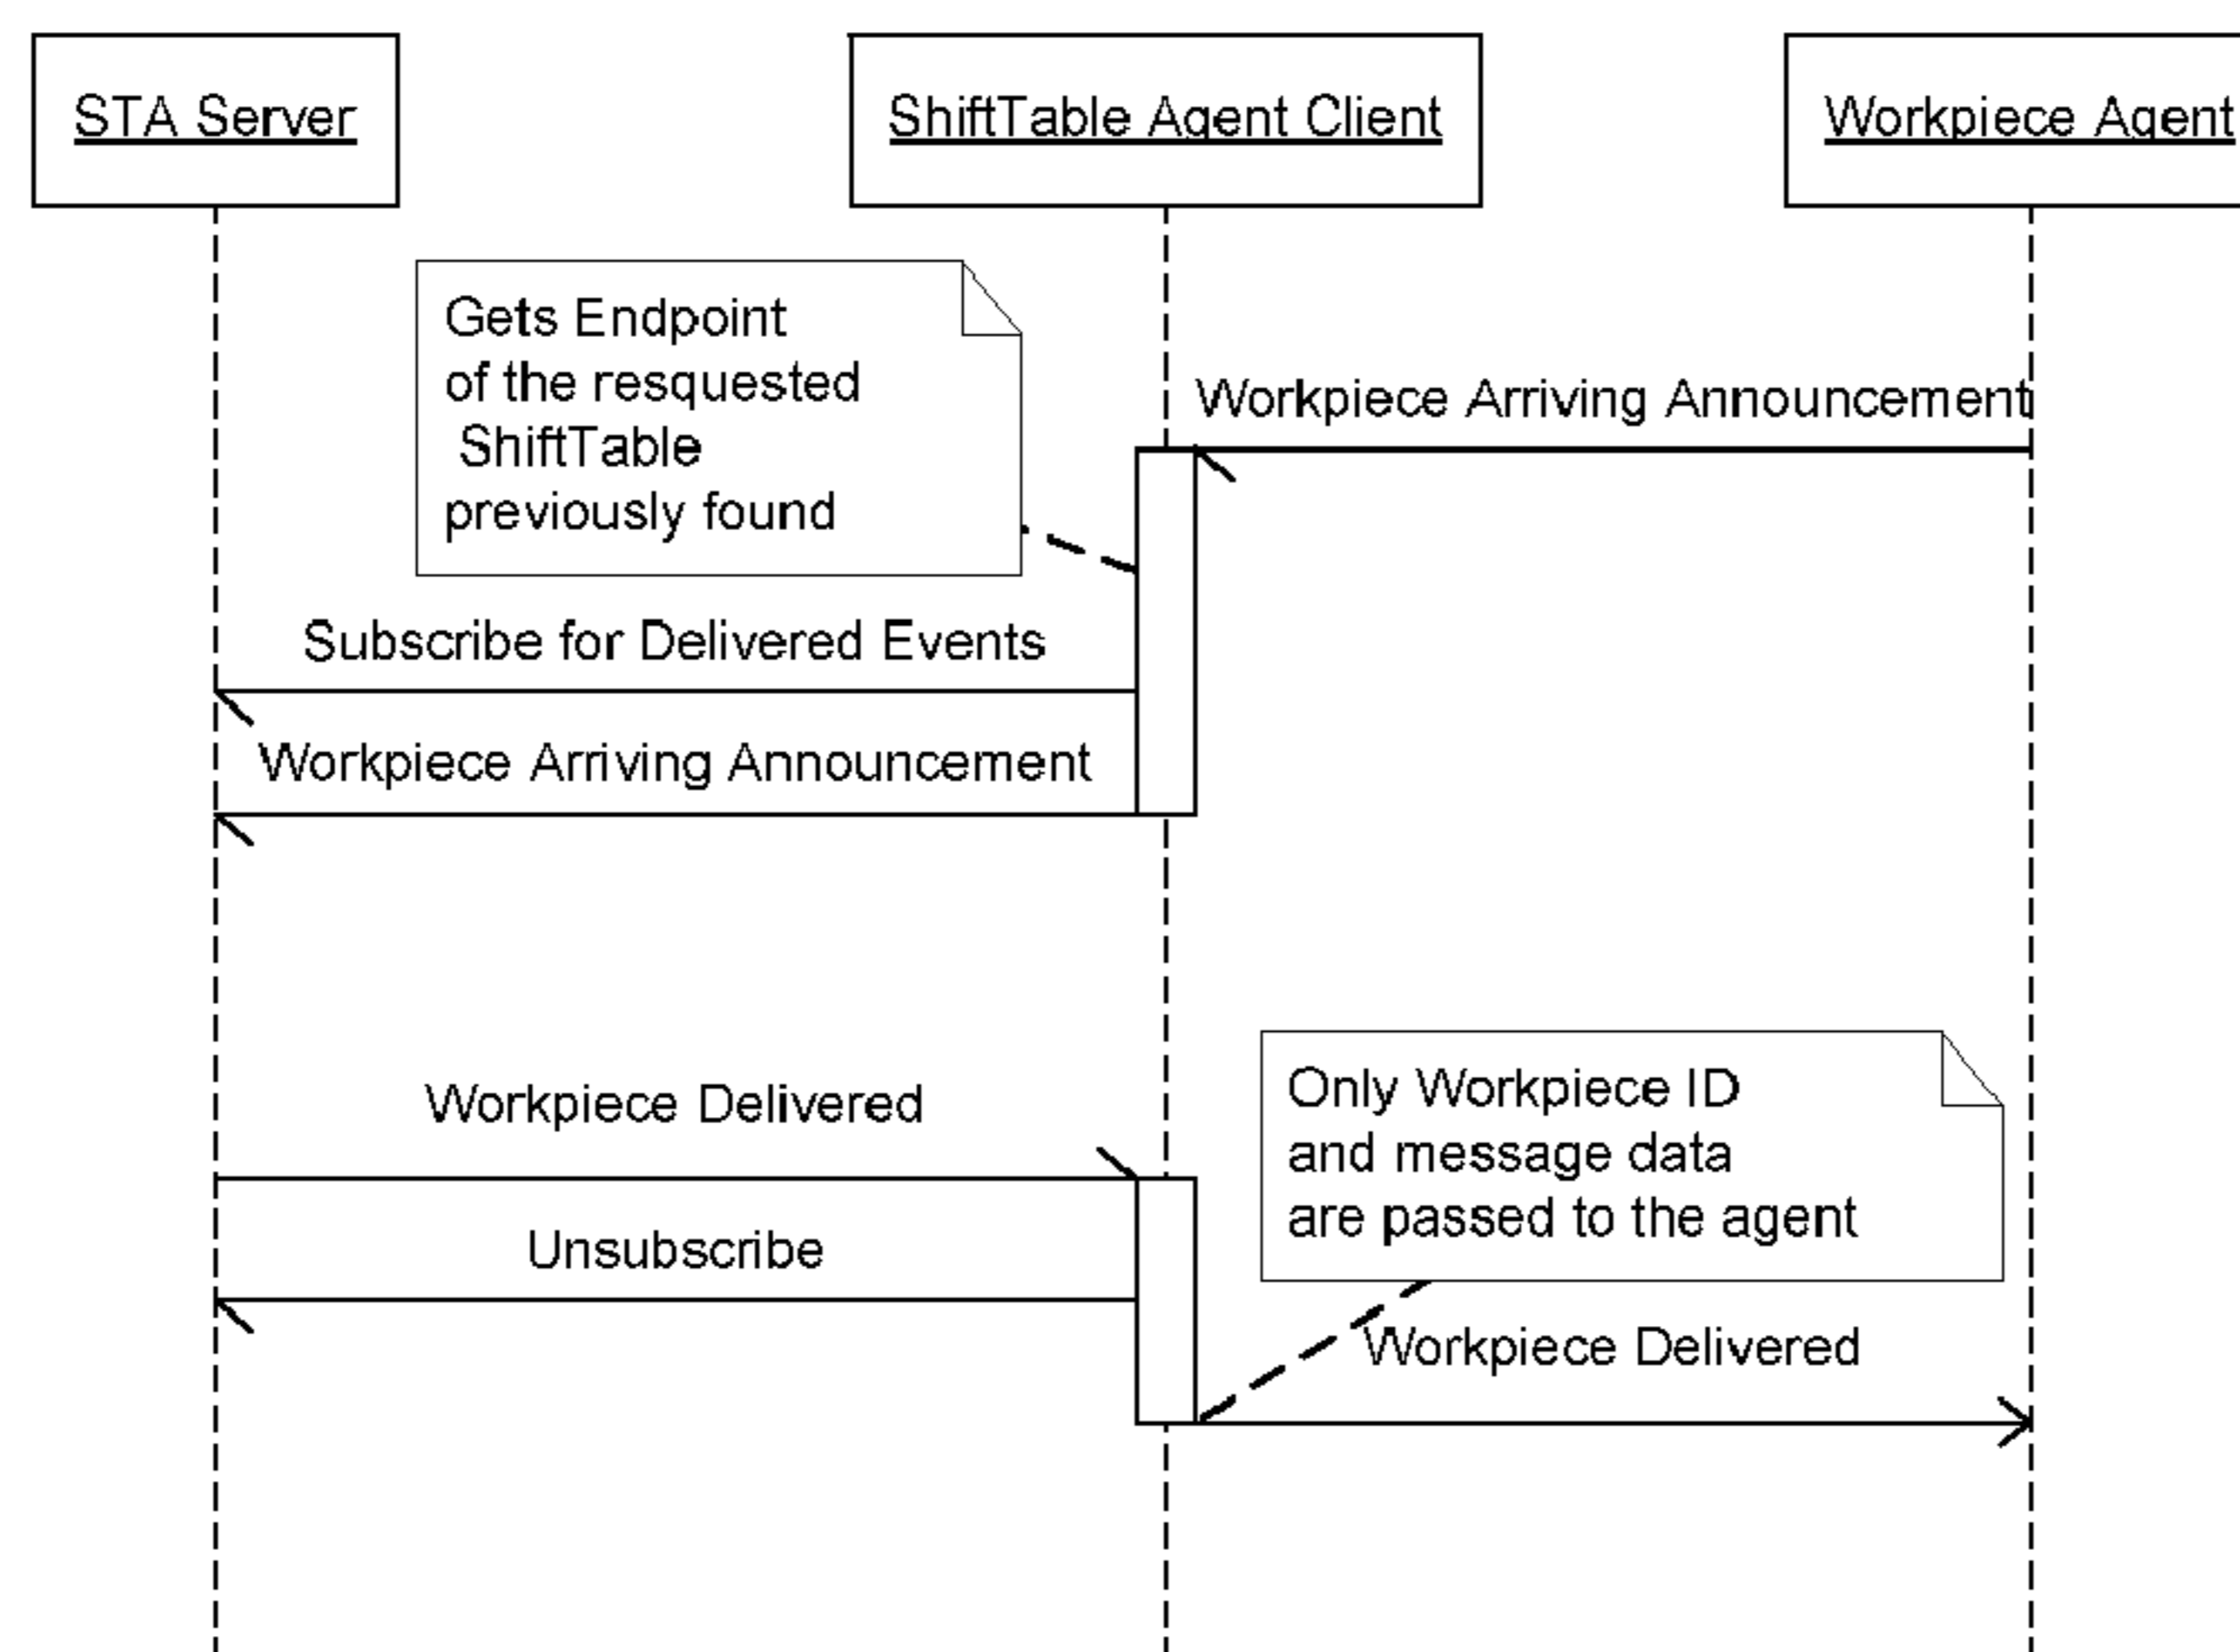 STA Server
ShiftTable Agent Client
Workpiece Agent
Gets Endpoint
of the resquested
ShiftTable
previously found
Workpiece Arriving Announcement
Subscribe for Delivered Events
Workpiece Arriving Announcement
Workpiece Delivered
Only Workpiece ID
and message data
are passed to the agent
Unsubscribe
Workpiece Delivered